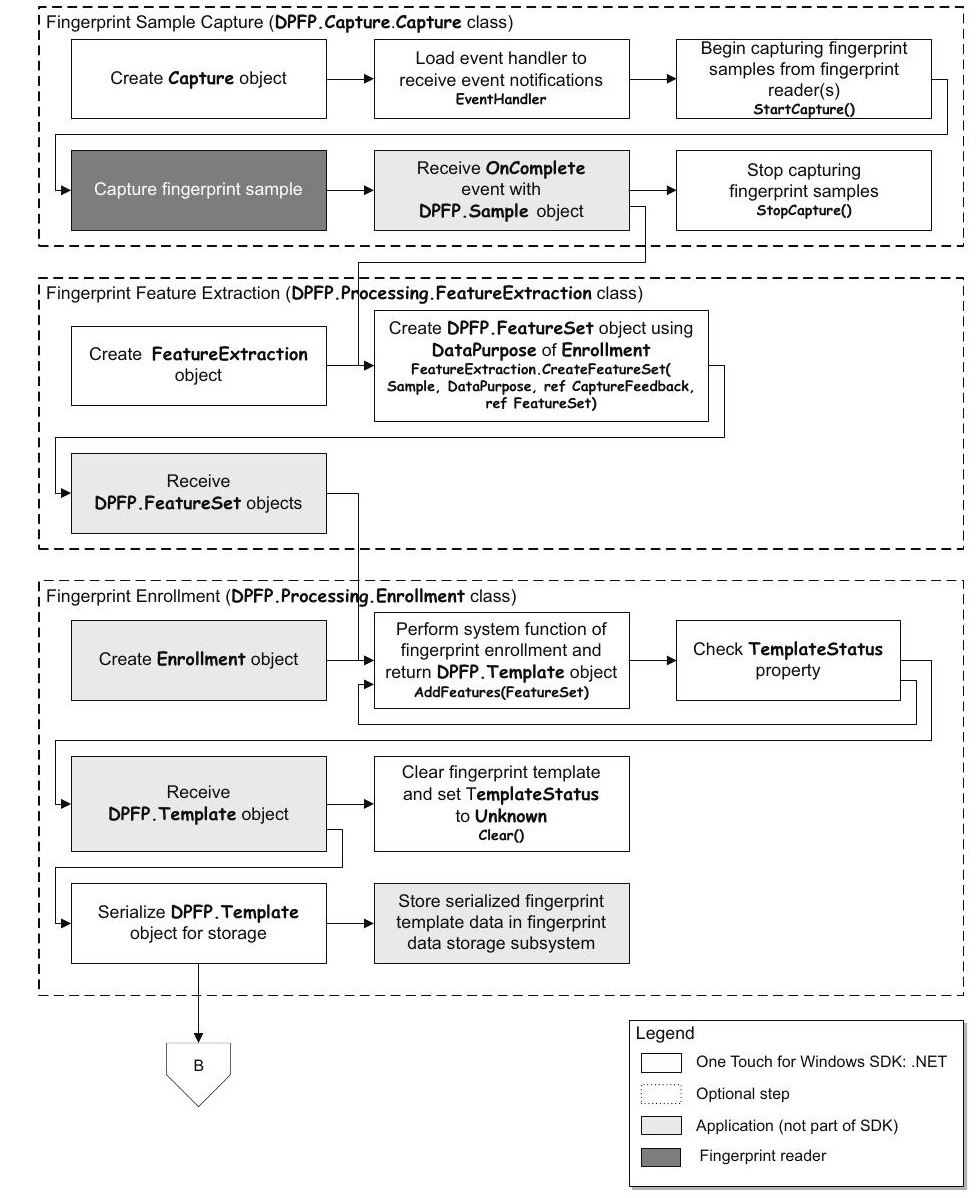 Fingerprint Sample Capture (DPFP.Capture.Capture class)
Create Capture object
Load event handler to
receive event notifications
EventHandler
Begin capturing fingerprint
samples from fingerprint
reader(s)
StartCapture()
Capture fingerprint sample
Receive OnComplete
event with
DPFP.Sample object
Stop capturing
fingerprint samples
StopCapture()
Fingerprint Feature Extraction (DPFP.Processing.FeatureExtraction class)
Create FeatureExtraction
object
Create DPFP.FeatureSet object using
DataPurpose of Enrollment
FeatureExtraction.CreateFeatureSet(
Sample, DataPurpose, ref CaptureFeedback,
ref FeatureSet)
Receive
DPFP.FeatureSet objects
Fingerprint Enrollment (DPFP.Processing.Enrollment class)
Create Enrollment object
Perform system function of
fingerprint enrollment and
return DPFP.Template object
AddFeatures(FeatureSet)
Check TemplateStatus
property
Receive
DPFP.Template object
Clear fingerprint template
and set TemplateStatus
to Unknown
Clear()
Serialize DPFP.Template
object for storage
Store serialized fingerprint
template data in fingerprint
data storage subsystem
B
Legend
One Touch for Windows SDK: .NET
Optional step
Application (not part of SDK)
Fingerprint reader